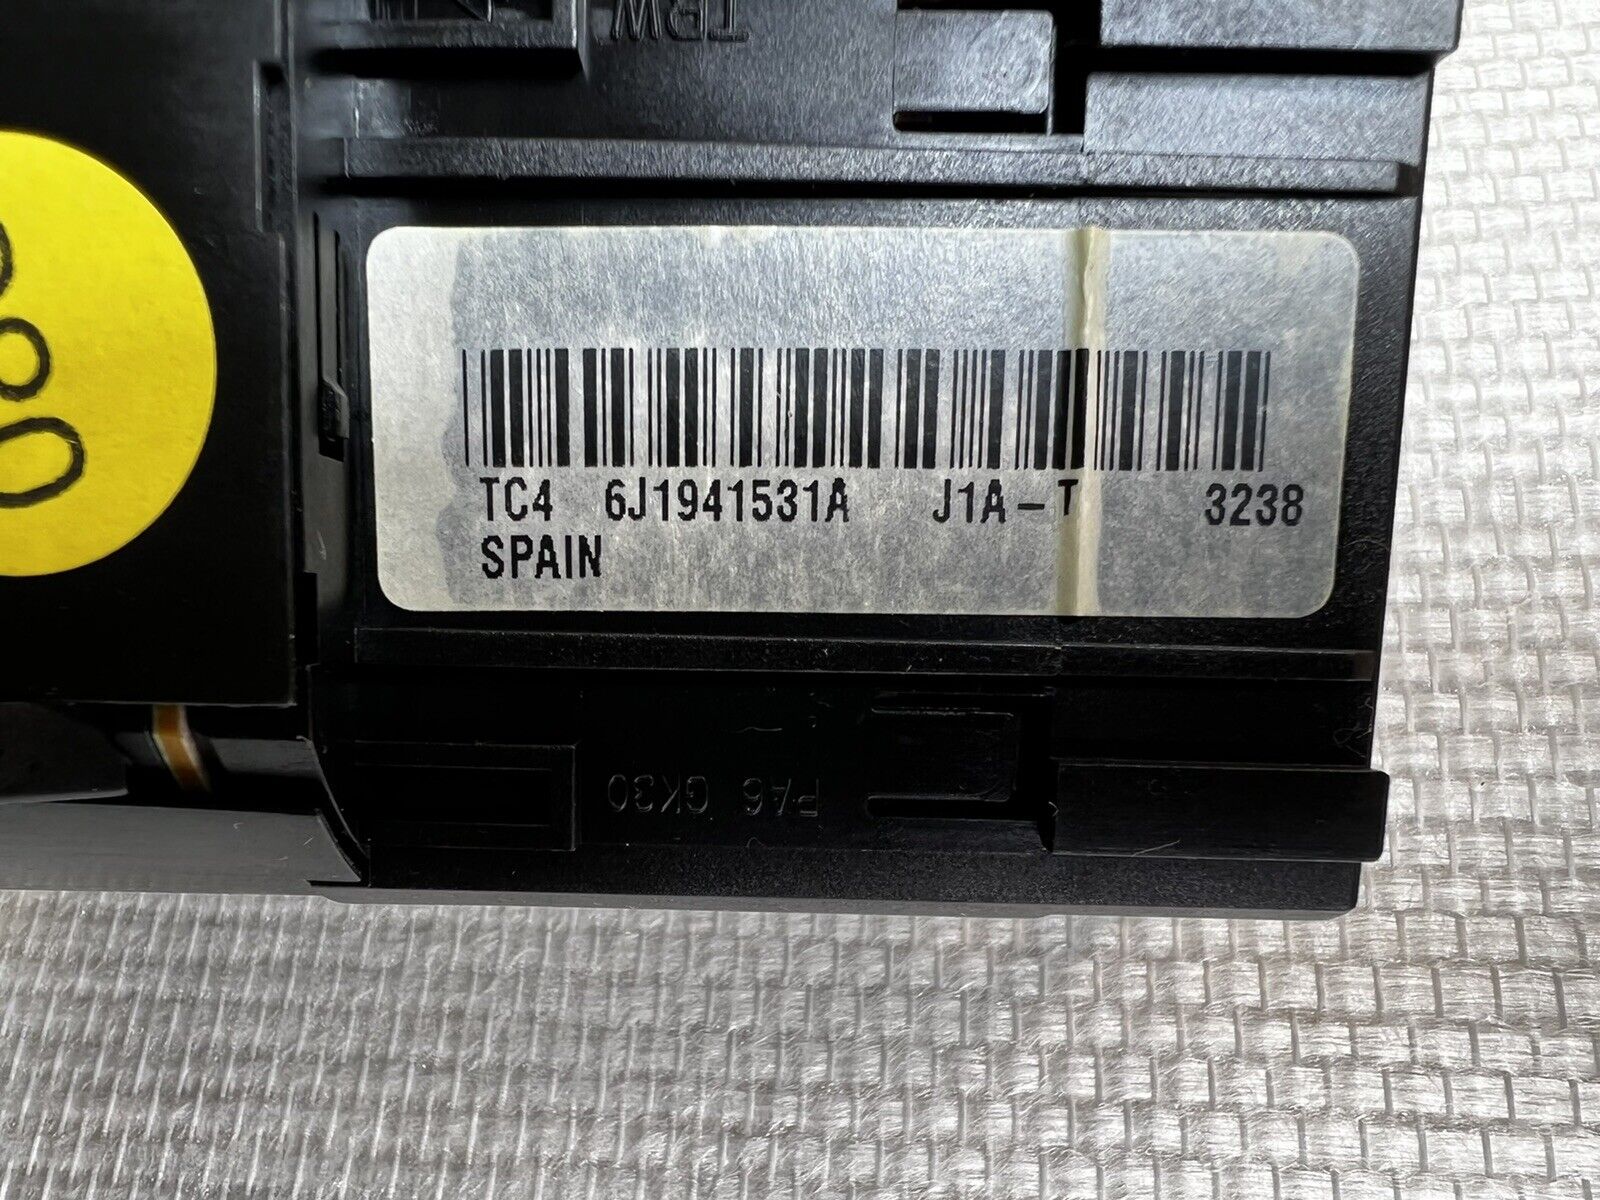 TRW
TC4 6J1941531A J1A-T 3238
SPAIN
PA6 GK30